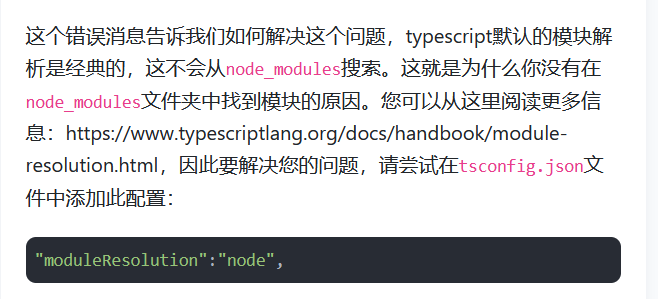 这个错误消息告诉我们如何解决这个问题，typescript默认的模块解
析是经典的，这不会从node_modules搜索。这就是为什么你没有在
node_modules文件夹中找到模块的原因。您可以从这里阅读更多信
息：https://www.typescriptlang.org/docs/handbook/module-
resolution.html，因此要解决您的问题，请尝试在tsconfig.json文
件中添加此配置：
"moduleResolution":"node",